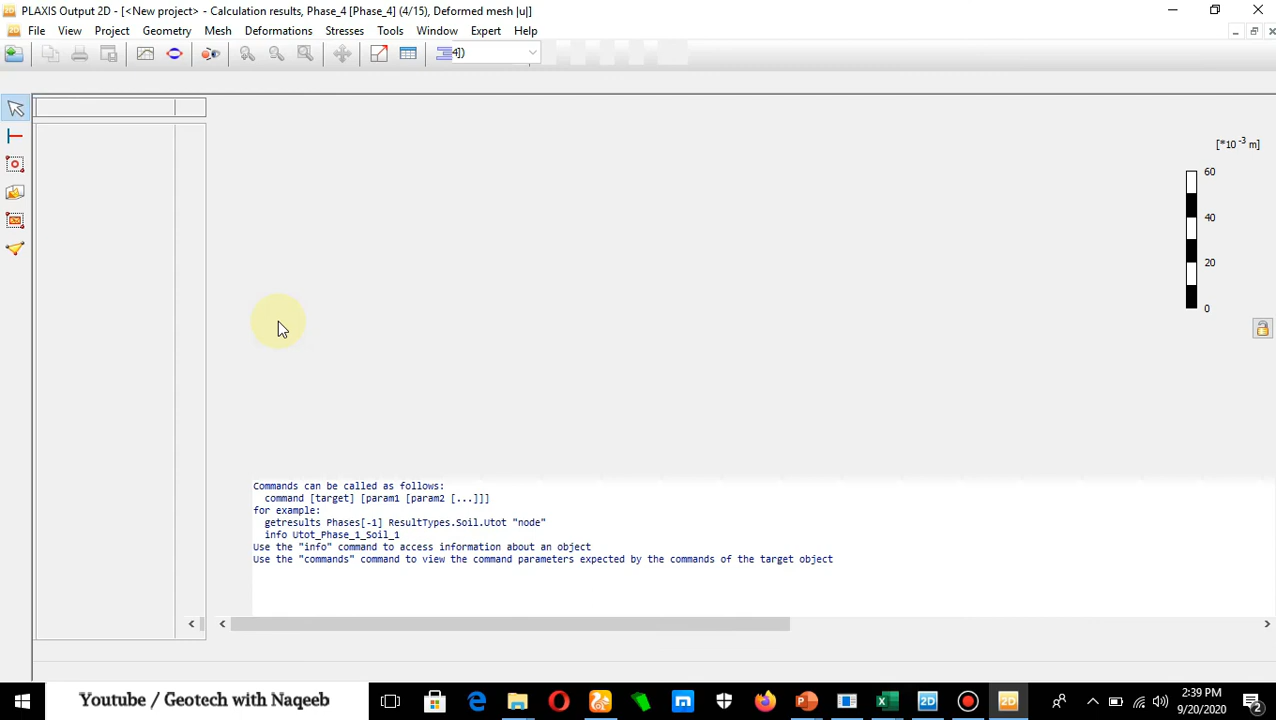 PLAXIS Output 2D - [<New project> - Calculation results, Phase_4 [Phase_4] (4/15), Deformed mesh |u|]
File View Project Geometry Mesh Deformations Stresses Tools Window Expert Help
4])
[*10 -3 m]
60
40
20
0
Commands can be called as follows:
command [target] [param1 [param2 [...]]]
for example:
getresults Phases[-1] ResultTypes.Soil.Utot "node"
info Utot_Phase_1_Soil_1
Use the "info" command to access information about an object
Use the "commands" command to view the command parameters expected by the commands of the target object
Youtube / Geotech with Naqeeb
2:39 PM
9/20/2020
2